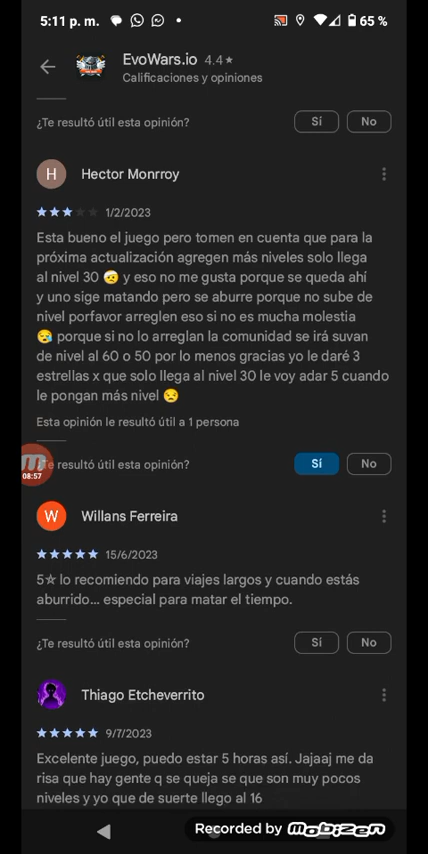 5:11 p. m.
65 %
EvoWars.io 4.4★
Calificaciones y opiniones
¿Te resultó útil esta opinión? Sí No
H Hector Monrroy
1/2/2023
Esta bueno el juego pero tomen en cuenta que para la
próxima actualización agregen más niveles solo llega
al nivel 30 🤕 y eso no me gusta porque se queda ahí
y uno sige matando pero se aburre porque no sube de
nivel porfavor arreglen eso si no es mucha molestia
😪 porque si no lo arreglan la comunidad se irá suvan
de nivel al 60 o 50 por lo menos gracias yo le daré 3
estrellas x que solo llega al nivel 30 le voy adar 5 cuando
le pongan más nivel 😒
Esta opinión le resultó útil a 1 persona
08:57
Te resultó útil esta opinión? Sí No
W Willans Ferreira
15/6/2023
5☆ lo recomiendo para viajes largos y cuando estás
aburrido... especial para matar el tiempo.
¿Te resultó útil esta opinión? Sí No
Thiago Etcheverrito
9/7/2023
Excelente juego, puedo estar 5 horas así. Jajaaj me da
risa que hay gente q se queja se que son muy pocos
niveles y yo que de suerte llego al 16
Recorded by Mobizen